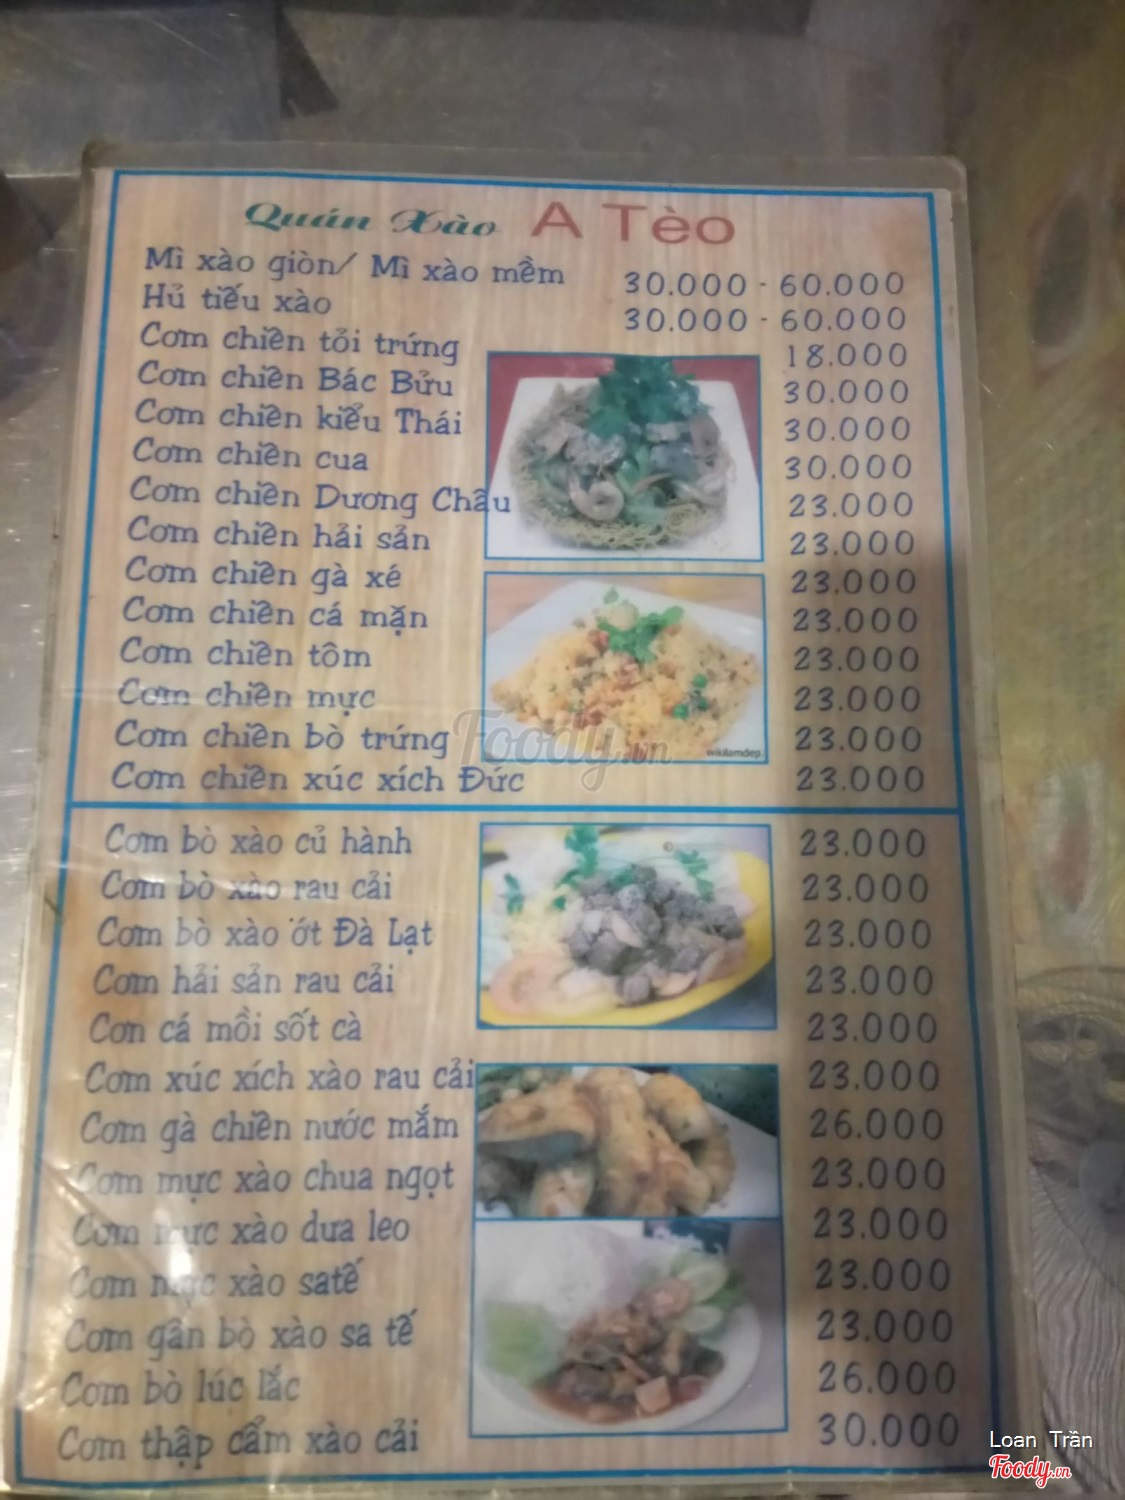 Quán Xào A Tèo
Mì xào giòn/ Mì xào mềm 30.000 - 60.000
Hủ tiếu xào 30.000 - 60.000
Cơm chiên tỏi trứng 18.000
Cơm chiên Bác Bửu 30.000
Cơm chiên kiểu Thái 30.000
Cơm chiên cua 30.000
Cơm chiên Dương Châu 23.000
Cơm chiên hải sản 23.000
Cơm chiên gà xé 23.000
Cơm chiên cá mặn 23.000
Cơm chiên tôm 23.000
Cơm chiên mực 23.000
Cơm chiên bò trứng 23.000
Cơm chiên xúc xích Đức 23.000
Foody.vn
wikilamdep
Cơm bò xào củ hành 23.000
Cơm bò xào rau cải 23.000
Cơm bò xào ớt Đà Lạt 23.000
Cơm hải sản rau cải 23.000
Cơn cá mồi sốt cà 23.000
Cơm xúc xích xào rau cải 23.000
Cơm gà chiên nước mắm 26.000
Cơm mực xào chua ngọt 23.000
Cơm mực xào dưa leo 23.000
Cơm mực xào satế 23.000
Cơm gân bò xào sa tế 23.000
Cơm bò lúc lắc 26.000
Cơm thập cẩm xào cải 30.000
Loan Trần
Foody.vn